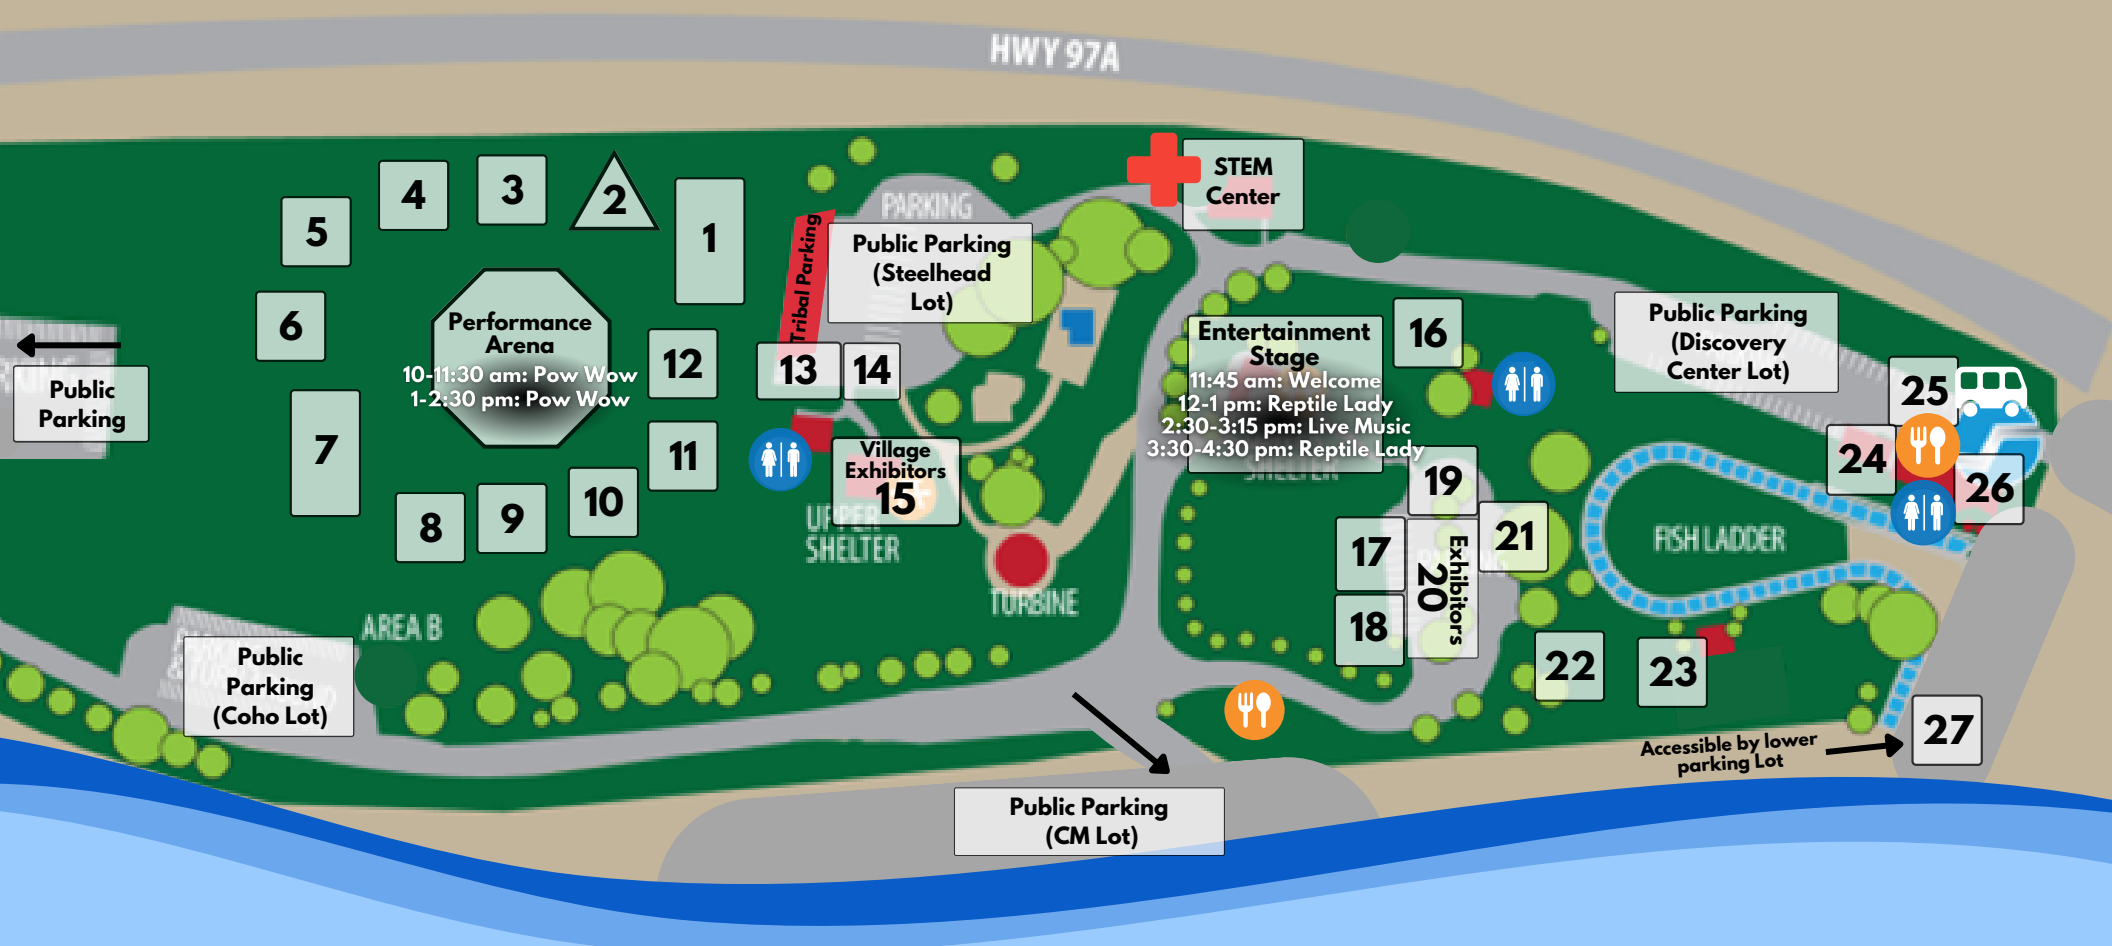 HWY 97A
STEM
Center
PARKING
Public Parking
(Steelhead
Lot)
Tribal Parking
1
2
3
4
5
6
7
8
9
10
11
12
13
14
Performance
Arena
10-11:30 am: Pow Wow
1-2:30 pm: Pow Wow
Public
Parking
Village
Exhibitors
15
UPPER
SHELTER
TURBINE
AREA B
Public
Parking
(Coho Lot)
Entertainment
Stage
11:45 am: Welcome
12-1 pm: Reptile Lady
2:30-3:15 pm: Live Music
3:30-4:30 pm: Reptile Lady
SHELTER
16
17
18
19
Exhibitors
20
21
22
23
Public Parking
(Discovery
Center Lot)
24
25
26
FISH LADDER
27
Accessible by lower
parking Lot
Public Parking
(CM Lot)